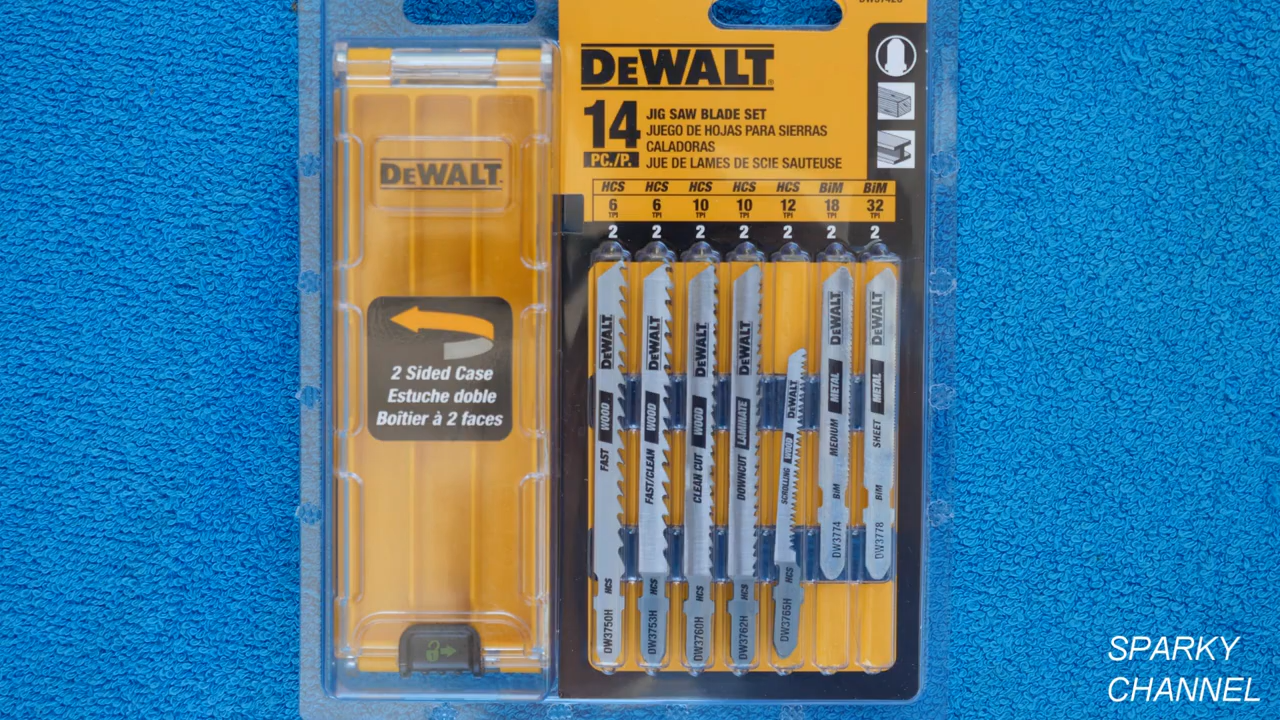 DEWALT
14 PC./P.
JIG SAW BLADE SET
JUEGO DE HOJAS PARA SIERRAS
CALADORAS
JUE DE LAMES DE SCIE SAUTEUSE
HCS HCS HCS HCS HCS BiM BiM
6 6 10 10 12 18 32
TPI TPI TPI TPI TPI TPI TPI
2 2 2 2 2 2 2
DEWALT
2 Sided Case
Estuche doble
Boîtier à 2 faces
DEWALT FAST WOOD HCS DW3750H
DEWALT FAST/CLEAN WOOD HCS DW3753H
DEWALT CLEAN CUT WOOD HCS DW3760H
DEWALT DOWNCUT LAMINATE HCS DW3762H
DEWALT SCROLLING WOOD HCS DW3765H
DEWALT MEDIUM METAL BiM DW3774
DEWALT SHEET METAL BiM DW3778
SPARKY
CHANNEL